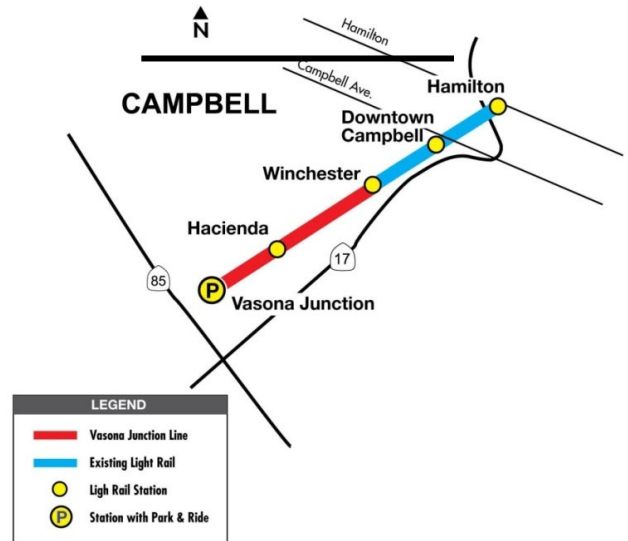 N
Hamilton
Campbell Ave.
Hamilton
CAMPBELL
Downtown
Campbell
Winchester
Hacienda
17
85
P
Vasona Junction
LEGEND
Vasona Junction Line
Existing Light Rail
Ligh Rail Station
P
Station with Park & Ride